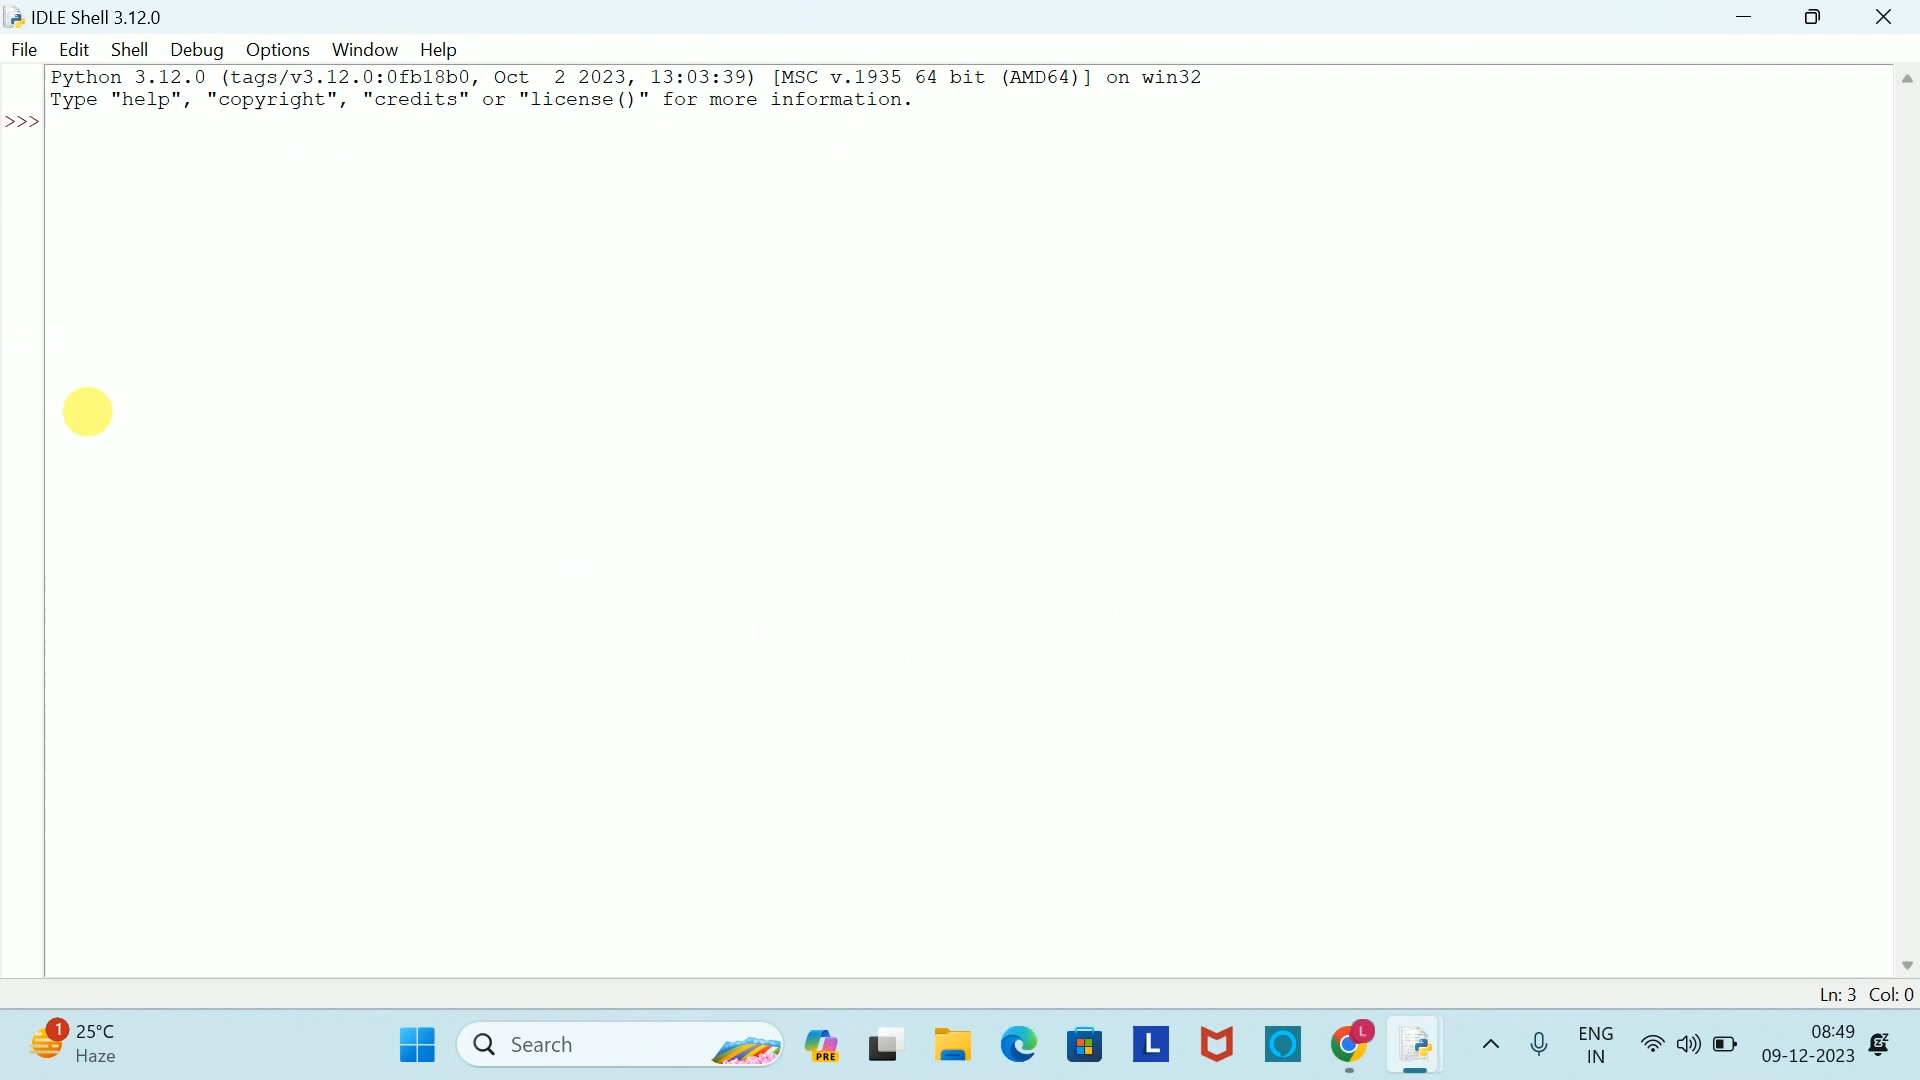 IDLE Shell 3.12.0
File Edit Shell Debug Options Window Help
Python 3.12.0 (tags/v3.12.0:0fb18b0, Oct  2 2023, 13:03:39) [MSC v.1935 64 bit (AMD64)] on win32
Type "help", "copyright", "credits" or "license()" for more information.
>>>
Ln: 3 Col: 0
1 25°C
Haze
Search
PRE
L
L
ENG
IN
08:49
09-12-2023